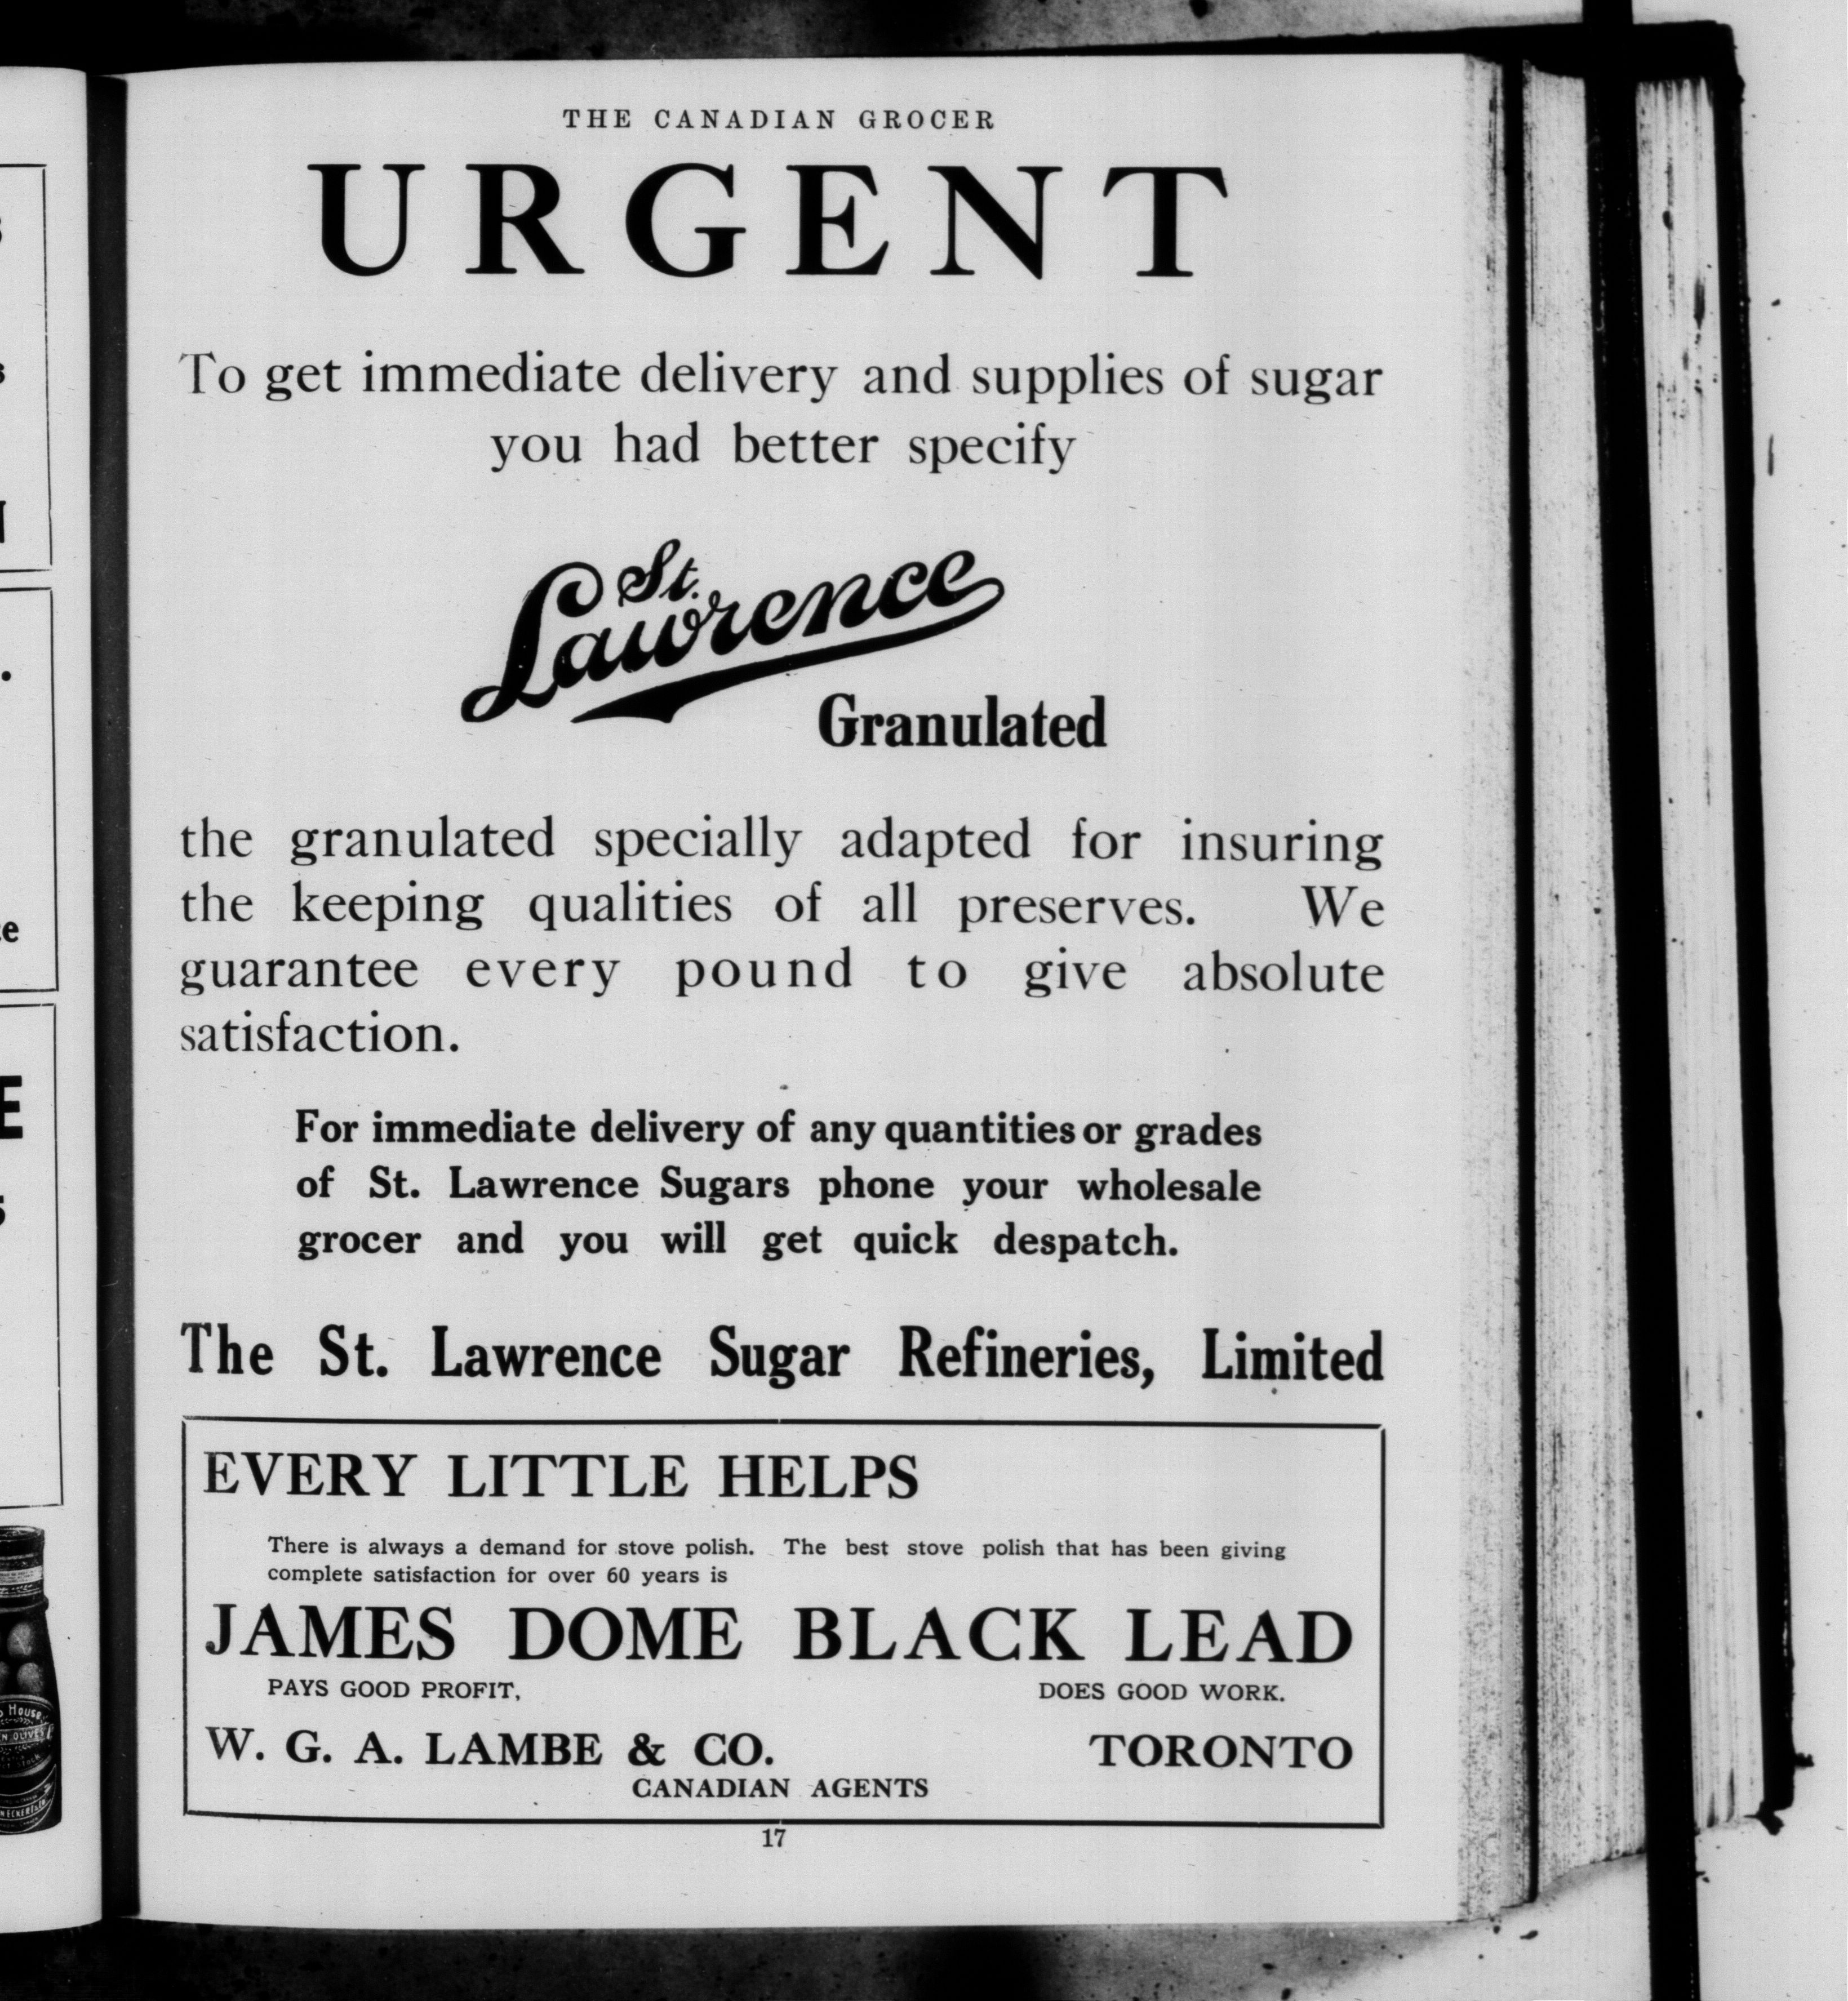 THE CANADIAN GROCER
URGENT
To get immediate delivery and supplies of sugar
you had better specify
St.
Lawrence
Granulated
the granulated specially adapted for insuring
the keeping qualities of all preserves. We
guarantee every pound to give absolute
satisfaction.
For immediate delivery of any quantities or grades
of St. Lawrence Sugars phone your wholesale
grocer and you will get quick despatch.
The St. Lawrence Sugar Refineries, Limited
EVERY LITTLE HELPS
There is always a demand for stove polish. The best stove polish that has been giving
complete satisfaction for over 60 years is
JAMES DOME BLACK LEAD
PAYS GOOD PROFIT, DOES GOOD WORK.
W. G. A. LAMBE & CO. TORONTO
CANADIAN AGENTS
17